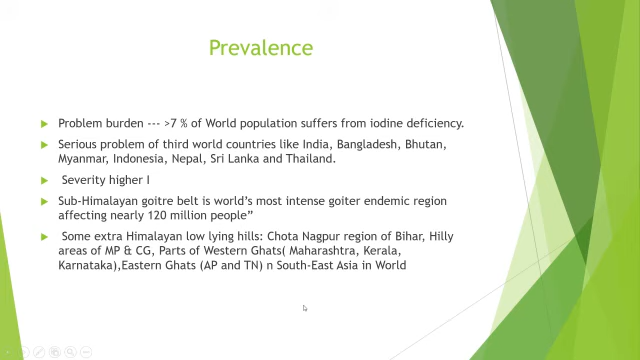 Prevalence
Problem burden --- >7 % of World population suffers from iodine deficiency.
Serious problem of third world countries like India, Bangladesh, Bhutan,
Myanmar, Indonesia, Nepal, Sri Lanka and Thailand.
Severity higher I
Sub-Himalayan goitre belt is world’s most intense goiter endemic region
affecting nearly 120 million people”
Some extra Himalayan low lying hills: Chota Nagpur region of Bihar, Hilly
areas of MP & CG, Parts of Western Ghats( Maharashtra, Kerala,
Karnataka),Eastern Ghats (AP and TN) n South-East Asia in World